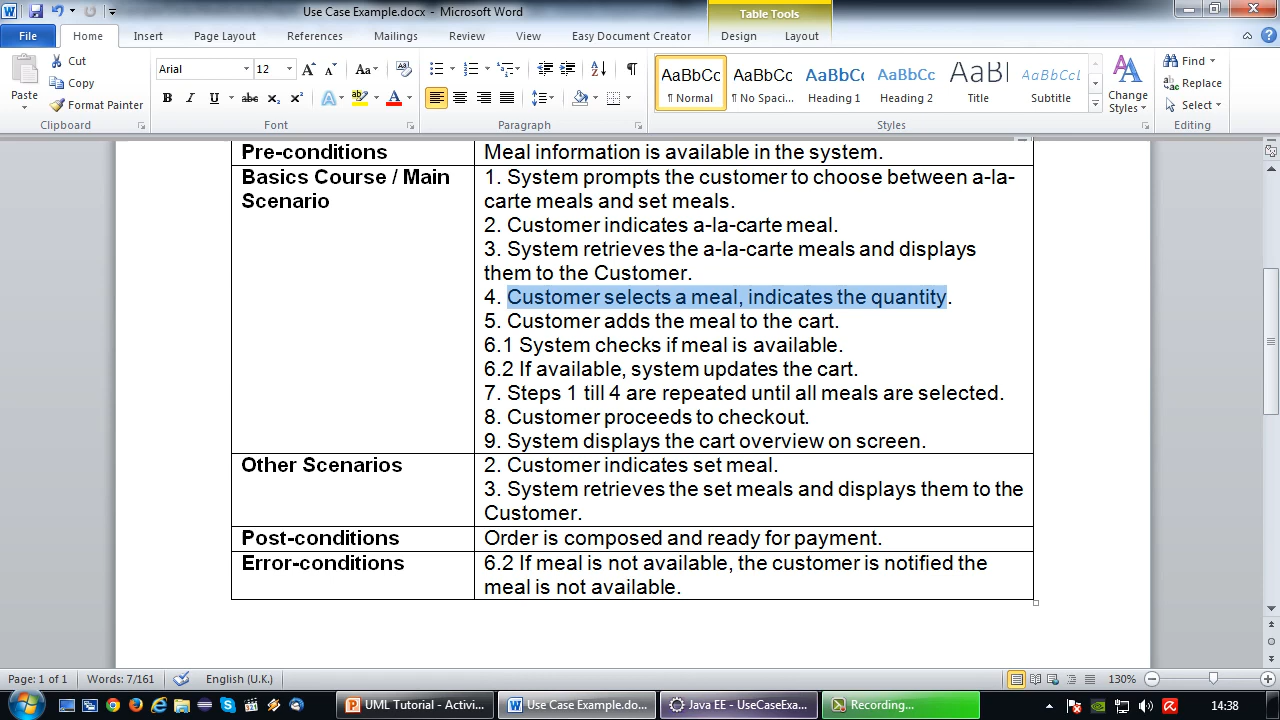 Use Case Example.docx - Microsoft Word
Table Tools
File Home Insert Page Layout References Mailings Review View Easy Document Creator Design Layout
Paste
Cut
Copy
Format Painter
Clipboard
Arial 12
Font
Paragraph
AaBbCc
¶ Normal
AaBbCc
¶ No Spaci...
AaBbCc
Heading 1
AaBbCc
Heading 2
AaBb
Title
AaBbCcl
Subtitle
Styles
Change
Styles
Find
Replace
Select
Editing
Pre-conditions
Meal information is available in the system.
Basics Course / Main
Scenario
1. System prompts the customer to choose between a-la-
carte meals and set meals.
2. Customer indicates a-la-carte meal.
3. System retrieves the a-la-carte meals and displays
them to the Customer.
4. Customer selects a meal, indicates the quantity.
5. Customer adds the meal to the cart.
6.1 System checks if meal is available.
6.2 If available, system updates the cart.
7. Steps 1 till 4 are repeated until all meals are selected.
8. Customer proceeds to checkout.
9. System displays the cart overview on screen.
Other Scenarios
2. Customer indicates set meal.
3. System retrieves the set meals and displays them to the
Customer.
Post-conditions
Order is composed and ready for payment.
Error-conditions
6.2 If meal is not available, the customer is notified the
meal is not available.
Page: 1 of 1 Words: 7/161 English (U.K.) 130%
UML Tutorial - Activi...
Use Case Example.do...
Java EE - UseCaseExa...
Recording...
14:38